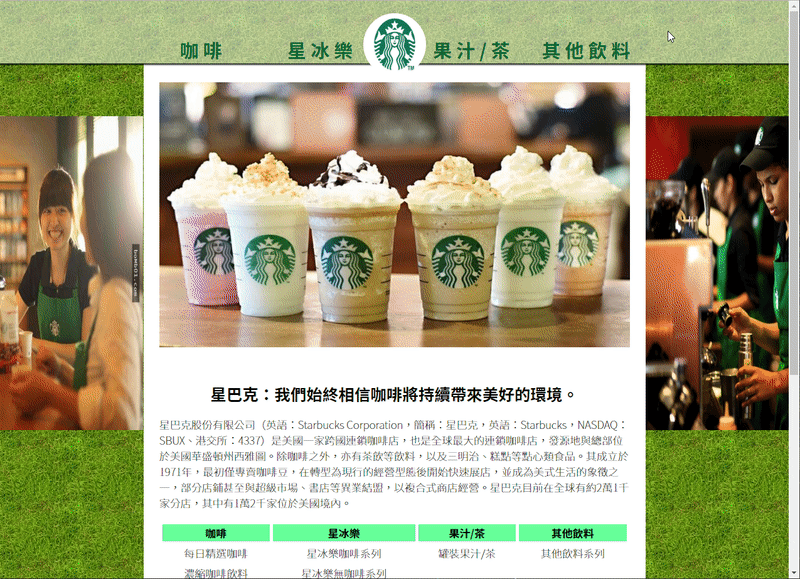 咖啡 星冰樂 果汁/茶 其他飲料
星巴克：我們始終相信咖啡將持續帶來美好的環境。
星巴克股份有限公司（英語：Starbucks Corporation，簡稱：星巴克，英語：Starbucks，NASDAQ：
SBUX、港交所：4337）是美國一家跨國連鎖咖啡店，也是全球最大的連鎖咖啡店，發源地與總部位
於美國華盛頓州西雅圖。除咖啡之外，亦有茶飲等飲料，以及三明治、糕點等點心類食品。其成立於
1971年，最初僅專賣咖啡豆，在轉型為現行的經營型態後開始快速展店，並成為美式生活的象徵之
一，部分店鋪甚至與超級市場、書店等異業結盟，以複合式商店經營。星巴克目前在全球有約2萬1千
家分店，其中有1萬2千家位於美國境內。
咖啡 星冰樂 果汁/茶 其他飲料
每日精選咖啡 星冰樂咖啡系列 罐裝果汁/茶 其他飲料系列
濃縮咖啡飲料 星冰樂無咖啡系列